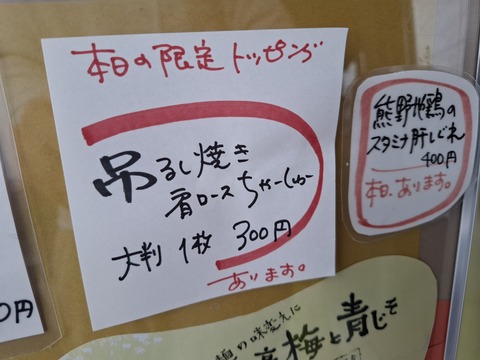 本日の限定トッピング
吊るし焼き
肩ロースちゃーしゅー
大判 1枚 300円
あります。
熊野地鶏の
スタミナ肝しぐれ
400円
本日、あります。
0円
の味変えに
梅と青じそ